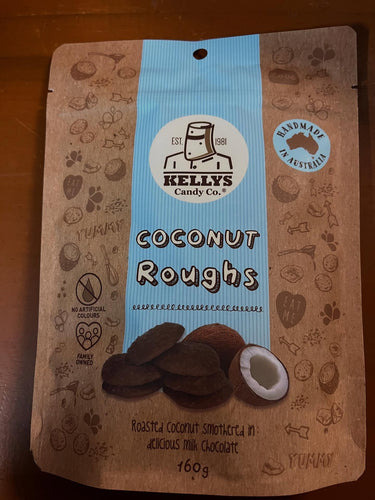 EST. 1981
KELLYS
Candy Co.®
HANDMADE
IN AUSTRALIA
COCONUT
Roughs
YUMMY
NO ARTIFICIAL
COLOURS
FAMILY
OWNED
Roasted Coconut smothered in
delicious Milk Chocolate
160g
YUMMY